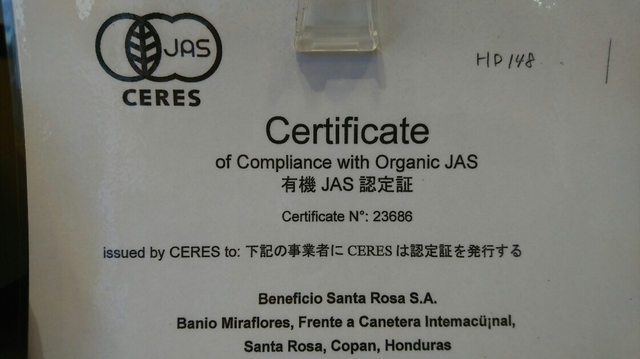 JAS
CERES
HD148
Certificate
of Compliance with Organic JAS
有機 JAS 認定証
Certificate N°: 23686
issued by CERES to: 下記の事業者に CERES は認定証を発行する
Beneficio Santa Rosa S.A.
Banio Miraflores, Frente a Canetera Intemacü¡nal,
Santa Rosa, Copan, Honduras